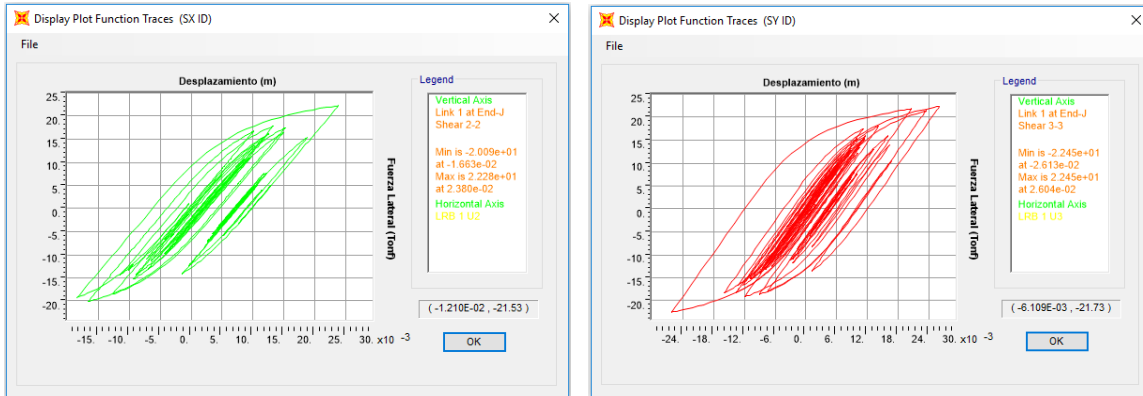 Display Plot Function Traces (SX ID)
File
Desplazamiento (m)
25.
20.
15.
10.
5.
0.
-5.
-10.
-15.
-20.
-15. -10. -5. 0. 5. 10. 15. 20. 25. 30. x10 -3
Fuerza Lateral (Tonf)
Legend
Vertical Axis
Link 1 at End-J
Shear 2-2
Min is -2.009e+01
at -1.663e-02
Max is 2.228e+01
at 2.380e-02
Horizontal Axis
LRB 1 U2
( -1.210E-02 , -21.53 )
OK
Display Plot Function Traces (SY ID)
File
Desplazamiento (m)
25.
20.
15.
10.
5.
0.
-5.
-10.
-15.
-20.
-24. -18. -12. -6. 0. 6. 12. 18. 24. 30. x10 -3
Fuerza Lateral (Tonf)
Legend
Vertical Axis
Link 1 at End-J
Shear 3-3
Min is -2.245e+01
at -2.613e-02
Max is 2.245e+01
at 2.604e-02
Horizontal Axis
LRB 1 U3
( -6.109E-03 , -21.73 )
OK